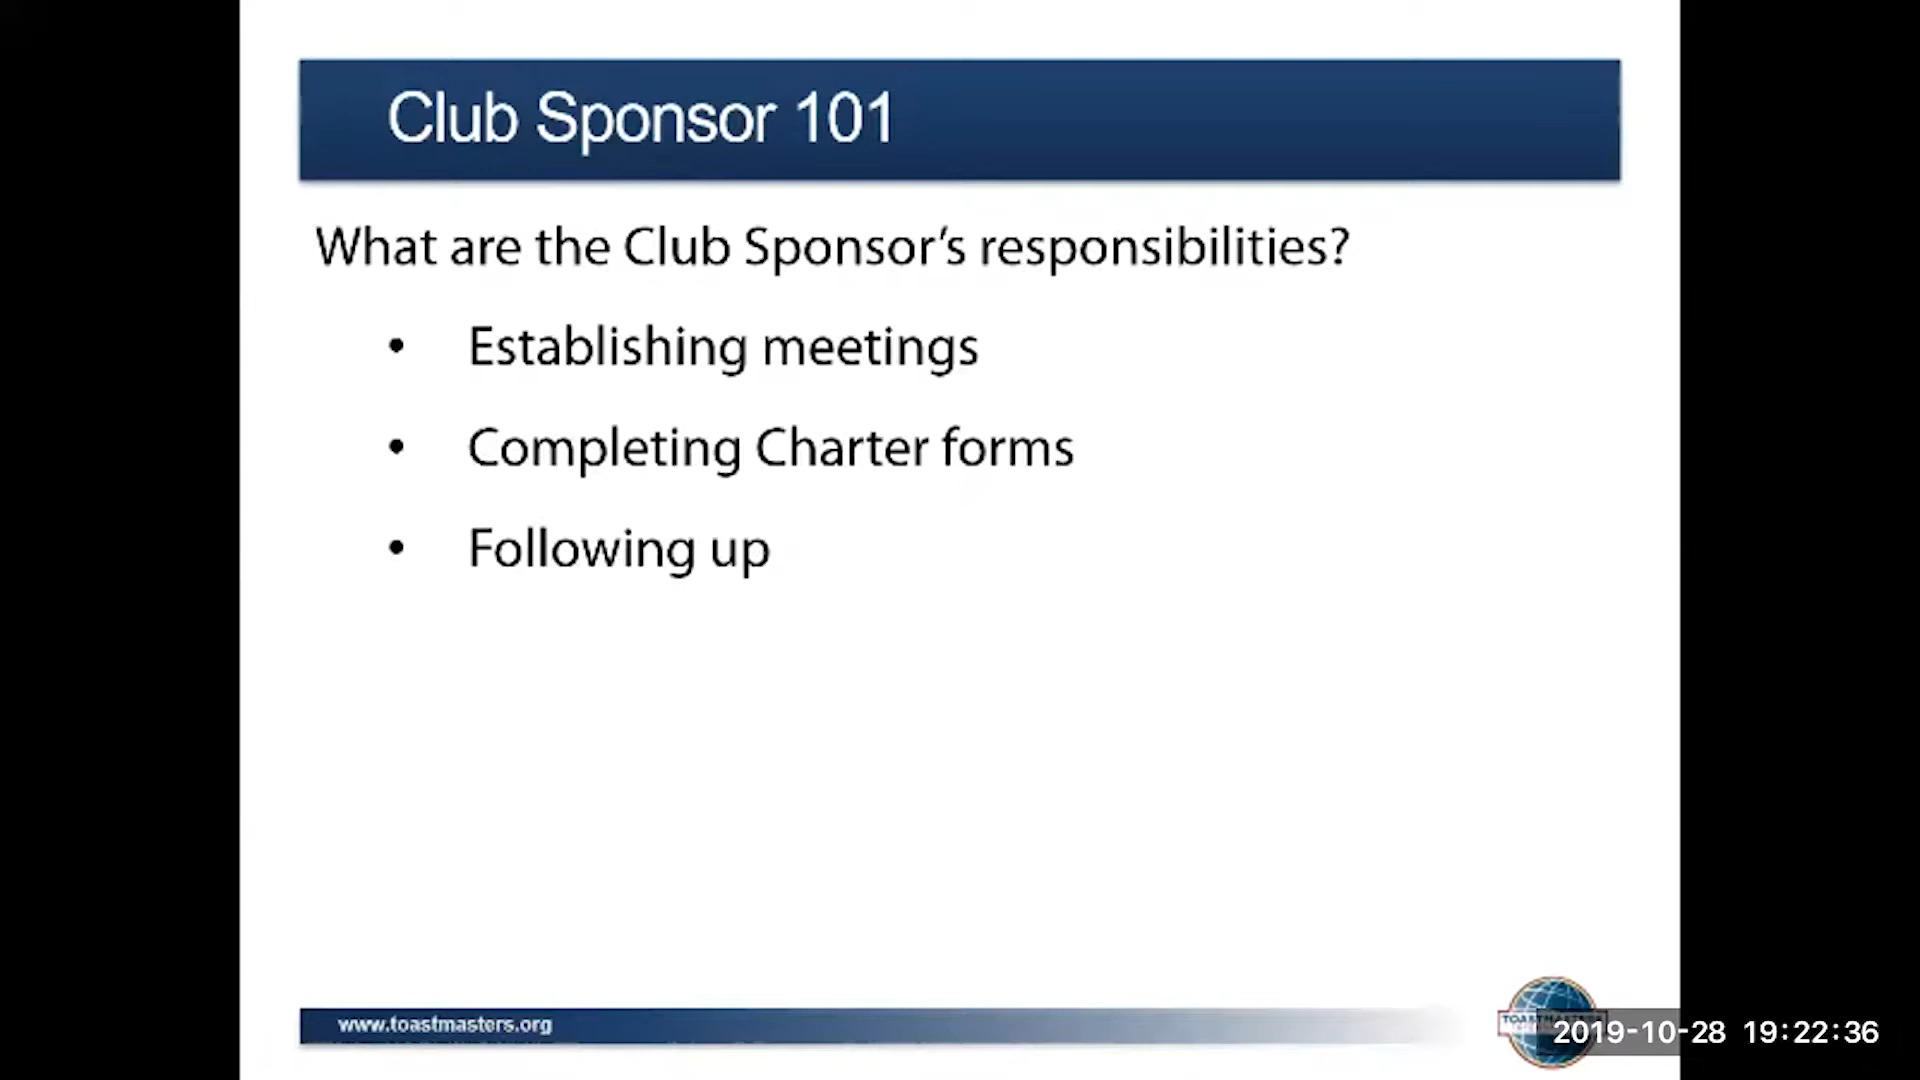 Club Sponsor 101
What are the Club Sponsor’s responsibilities?
• Establishing meetings
• Completing Charter forms
• Following up
www.toastmasters.org
TOASTMASTERS
2019-10-28 19:22:36